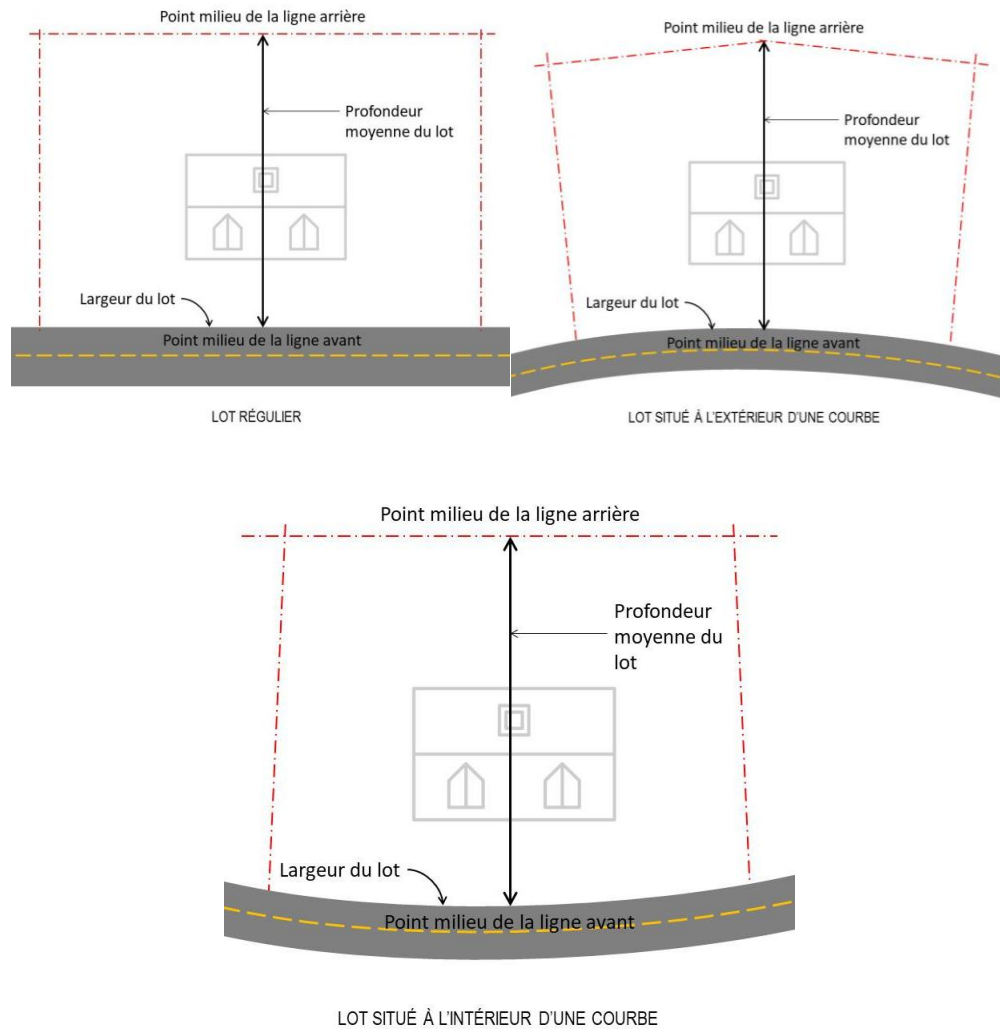 Point milieu de la ligne arrière
Profondeur
moyenne du lot
Largeur du lot
Point milieu de la ligne avant
LOT RÉGULIER
Point milieu de la ligne arrière
Profondeur
moyenne du lot
Largeur du lot
Point milieu de la ligne avant
LOT SITUÉ À L'EXTÉRIEUR D'UNE COURBE
Point milieu de la ligne arrière
Profondeur
moyenne du
lot
Largeur du lot
Point milieu de la ligne avant
LOT SITUÉ À L'INTÉRIEUR D'UNE COURBE